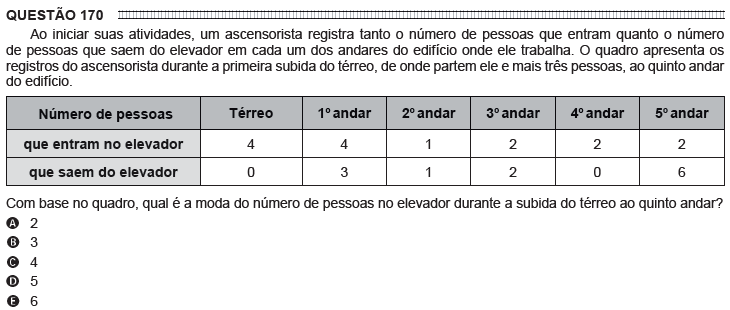 QUESTÃO 170
Ao iniciar suas atividades, um ascensorista registra tanto o número de pessoas que entram quanto o número
de pessoas que saem do elevador em cada um dos andares do edifício onde ele trabalha. O quadro apresenta os
registros do ascensorista durante a primeira subida do térreo, de onde partem ele e mais três pessoas, ao quinto andar
do edifício.
Número de pessoas Térreo 1º andar 2º andar 3º andar 4º andar 5º andar
que entram no elevador 4 4 1 2 2 2
que saem do elevador 0 3 1 2 0 6
Com base no quadro, qual é a moda do número de pessoas no elevador durante a subida do térreo ao quinto andar?
A 2
B 3
C 4
D 5
E 6